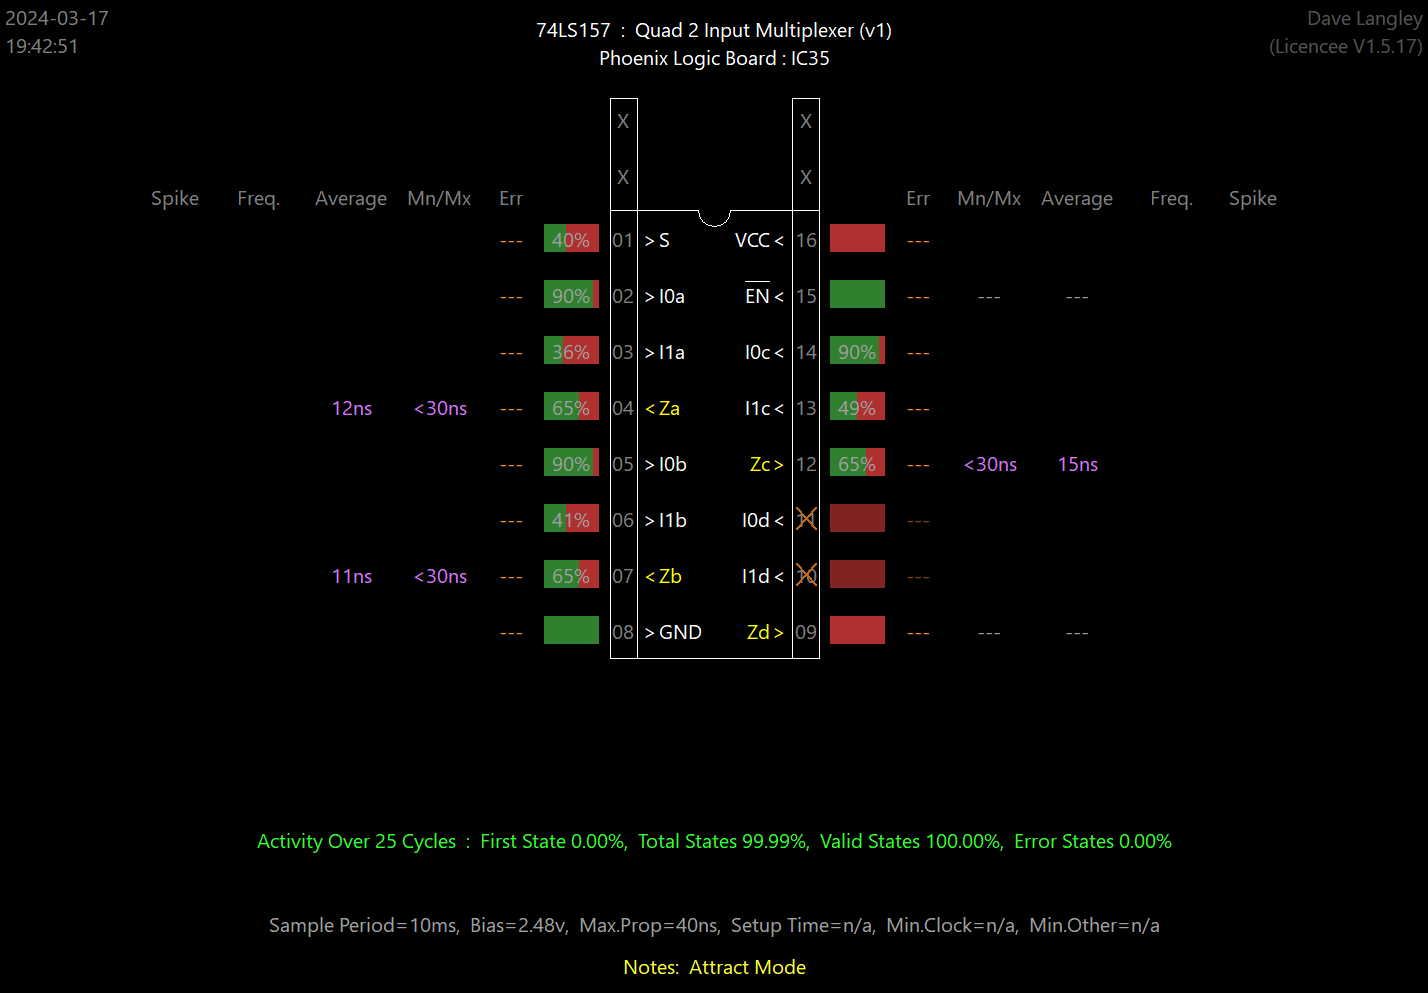 2024-03-17 74LS157 : Quad 2 Input Multiplexer (v1) Dave Langley
19:42:51 Phoenix Logic Board : IC35 (Licencee V1.5.17)
X X
X X
Spike Freq. Average Mn/Mx Err Err Mn/Mx Average Freq. Spike
--- 40% 01 >S VCC< 16 ---
--- 90% 02 >I0a EN< 15 --- --- ---
--- 36% 03 >I1a I0c< 14 90% ---
12ns <30ns --- 65% 04 <Za I1c< 13 49% ---
--- 90% 05 >I0b Zc> 12 65% --- <30ns 15ns
--- 41% 06 >I1b I0d< 11 ---
11ns <30ns --- 65% 07 <Zb I1d< 10 ---
--- 08 >GND Zd> 09 --- --- ---
Activity Over 25 Cycles : First State 0.00%, Total States 99.99%, Valid States 100.00%, Error States 0.00%
Sample Period=10ms, Bias=2.48v, Max.Prop=40ns, Setup Time=n/a, Min.Clock=n/a, Min.Other=n/a
Notes: Attract Mode